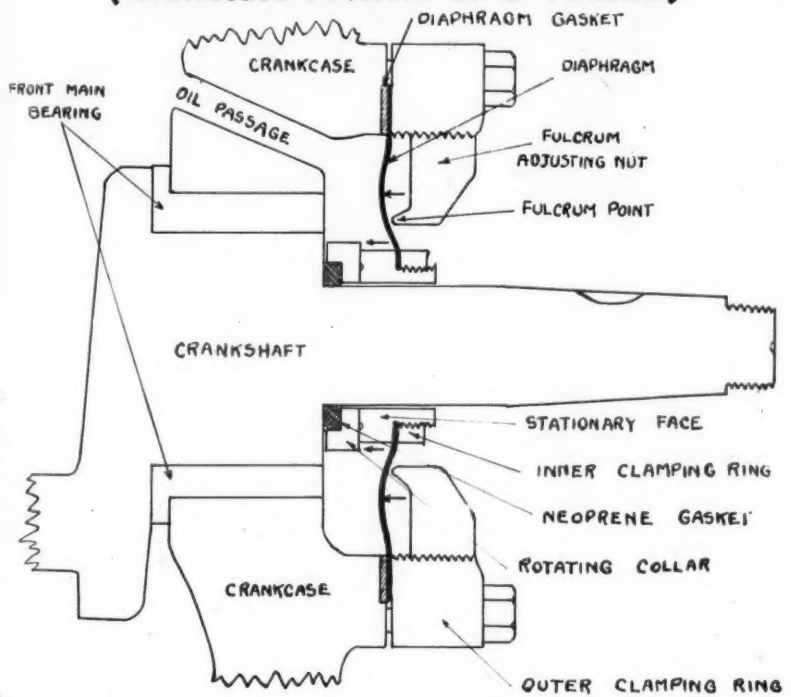 DIAPHRAGM GASKET
CRANKCASE
DIAPHRAGM
FRONT MAIN
BEARING
OIL PASSAGE
FULCRUM
ADJUSTING NUT
FULCRUM POINT
CRANKSHAFT
STATIONARY FACE
INNER CLAMPING RING
NEOPRENE GASKET
ROTATING COLLAR
CRANKCASE
OUTER CLAMPING RING